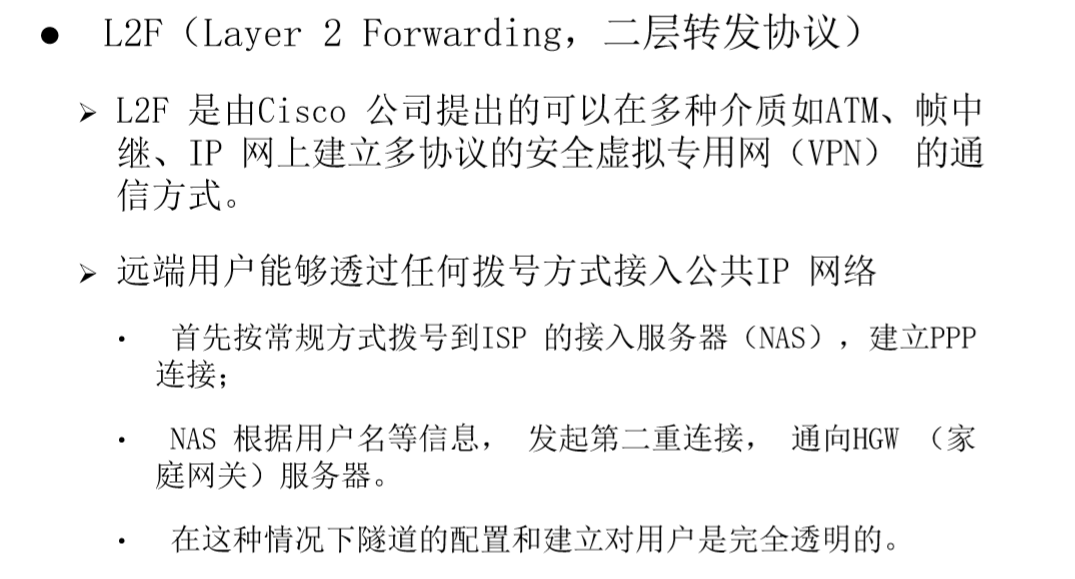 ● L2F（Layer 2 Forwarding，二层转发协议）
➢ L2F 是由Cisco 公司提出的可以在多种介质如ATM、帧中
继、IP 网上建立多协议的安全虚拟专用网（VPN） 的通
信方式。
➢ 远端用户能够透过任何拨号方式接入公共IP 网络
· 首先按常规方式拨号到ISP 的接入服务器（NAS），建立PPP
连接；
· NAS 根据用户名等信息， 发起第二重连接， 通向HGW （家
庭网关）服务器。
· 在这种情况下隧道的配置和建立对用户是完全透明的。